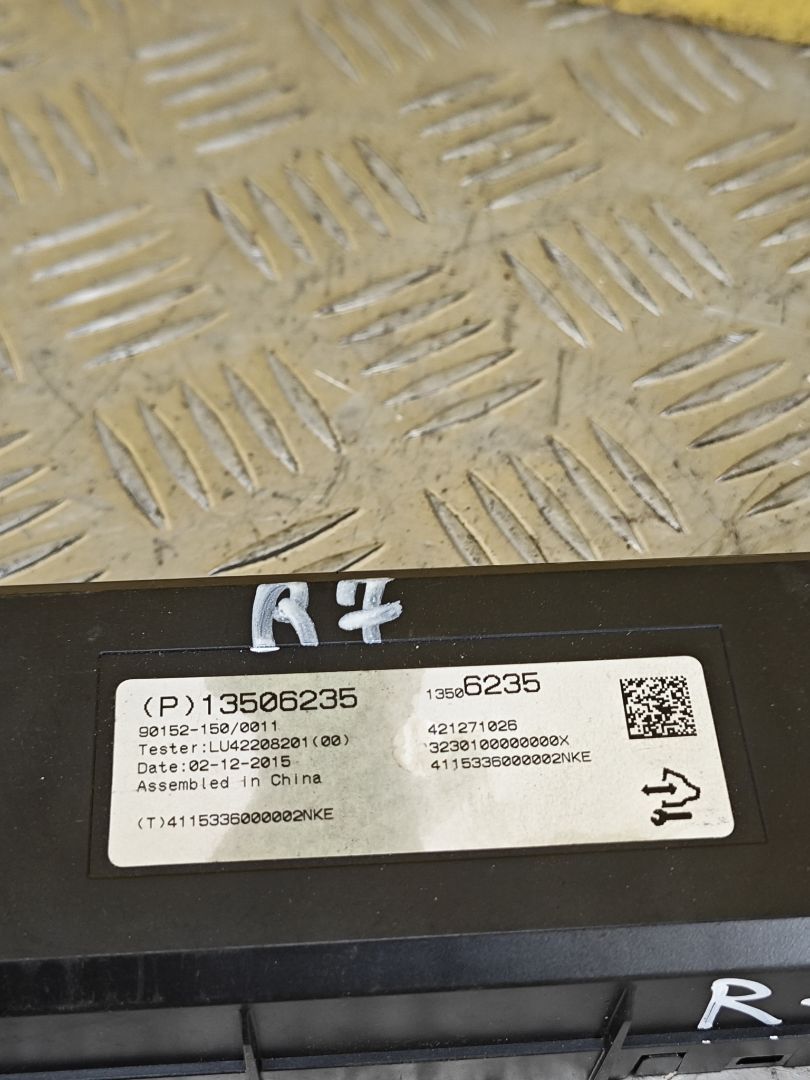 R7
(P)13506235
13506235
90152-150/0011
421271026
Tester:LU42208201(00)
3230100000000X
Date:02-12-2015
4115336000002NKE
Assembled in China
(T)4115336000002NKE
R